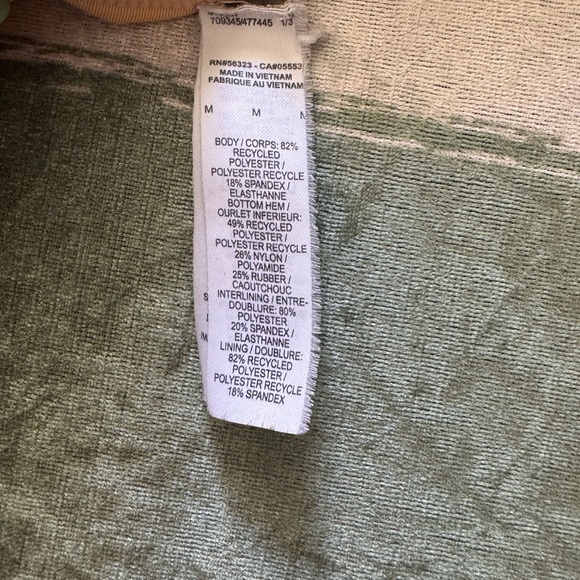 709345/477445 1/3
RN#56323 - CA#05553
MADE IN VIETNAM
FABRIQUE AU VIETNAM
M M M
BODY / CORPS: 82%
RECYCLED
POLYESTER /
POLYESTER RECYCLE
18% SPANDEX /
ELASTHANNE
BOTTOM HEM /
OURLET INFERIEUR:
49% RECYCLED
POLYESTER /
POLYESTER RECYCLE
26% NYLON /
POLYAMIDE
25% RUBBER /
CAOUTCHOUC
INTERLINING / ENTRE-
DOUBLURE: 80%
POLYESTER
20% SPANDEX /
ELASTHANNE
LINING / DOUBLURE:
82% RECYCLED
POLYESTER /
POLYESTER RECYCLE
18% SPANDEX